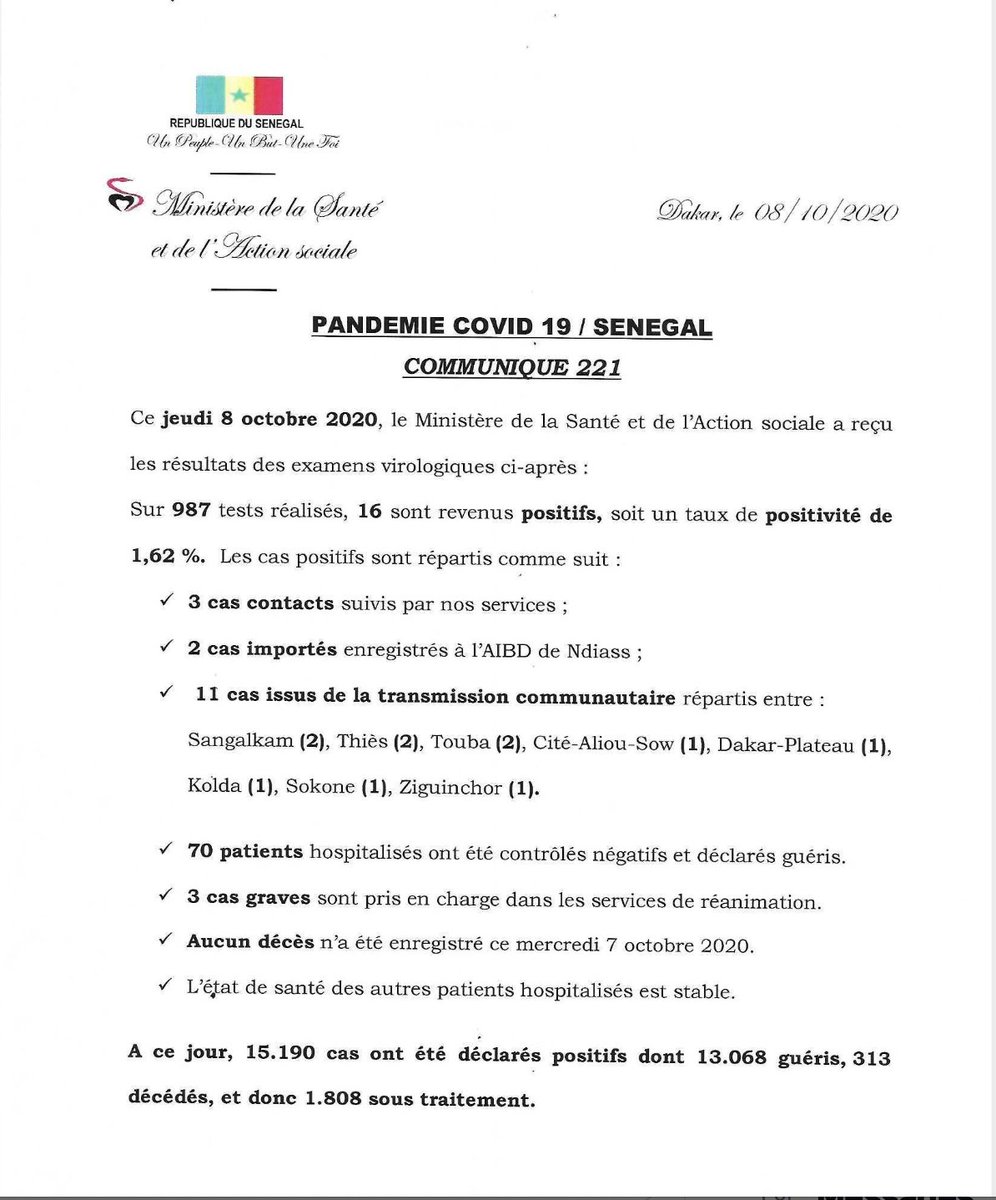 REPUBLIQUE DU SENEGAL
Un Peuple-Un But-Une Foi
Ministère de la Santé
et de l'Action sociale
Dakar, le 08/10/2020
PANDEMIE COVID 19 / SENEGAL
COMMUNIQUE 221
Ce jeudi 8 octobre 2020, le Ministère de la Santé et de l'Action sociale a reçu
les résultats des examens virologiques ci-après :
Sur 987 tests réalisés, 16 sont revenus positifs, soit un taux de positivité de
1,62 %. Les cas positifs sont répartis comme suit :
✓ 3 cas contacts suivis par nos services ;
✓ 2 cas importés enregistrés à l'AIBD de Ndiass ;
✓ 11 cas issus de la transmission communautaire répartis entre :
Sangalkam (2), Thiès (2), Touba (2), Cité-Aliou-Sow (1), Dakar-Plateau (1),
Kolda (1), Sokone (1), Ziguinchor (1).
✓ 70 patients hospitalisés ont été contrôlés négatifs et déclarés guéris.
✓ 3 cas graves sont pris en charge dans les services de réanimation.
✓ Aucun décès n'a été enregistré ce mercredi 7 octobre 2020.
✓ L'état de santé des autres patients hospitalisés est stable.
A ce jour, 15.190 cas ont été déclarés positifs dont 13.068 guéris, 313
décédés, et donc 1.808 sous traitement.